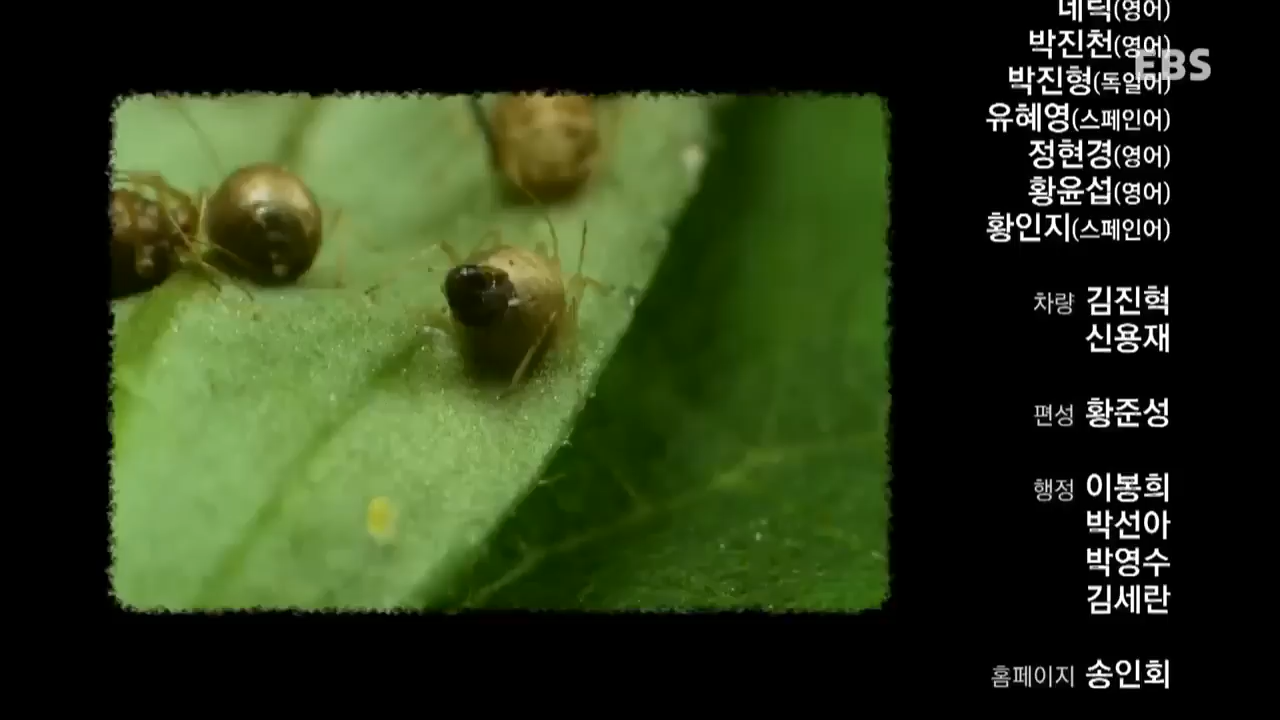 (영어)
박진천(영어)
EBS
박진형(독일어)
유혜영(스페인어)
정현경(영어)
황윤섭(영어)
황인지(스페인어)
차량 김진혁
신용재
편성 황준성
행정 이봉희
박선아
박영수
김세란
홈페이지 송인회